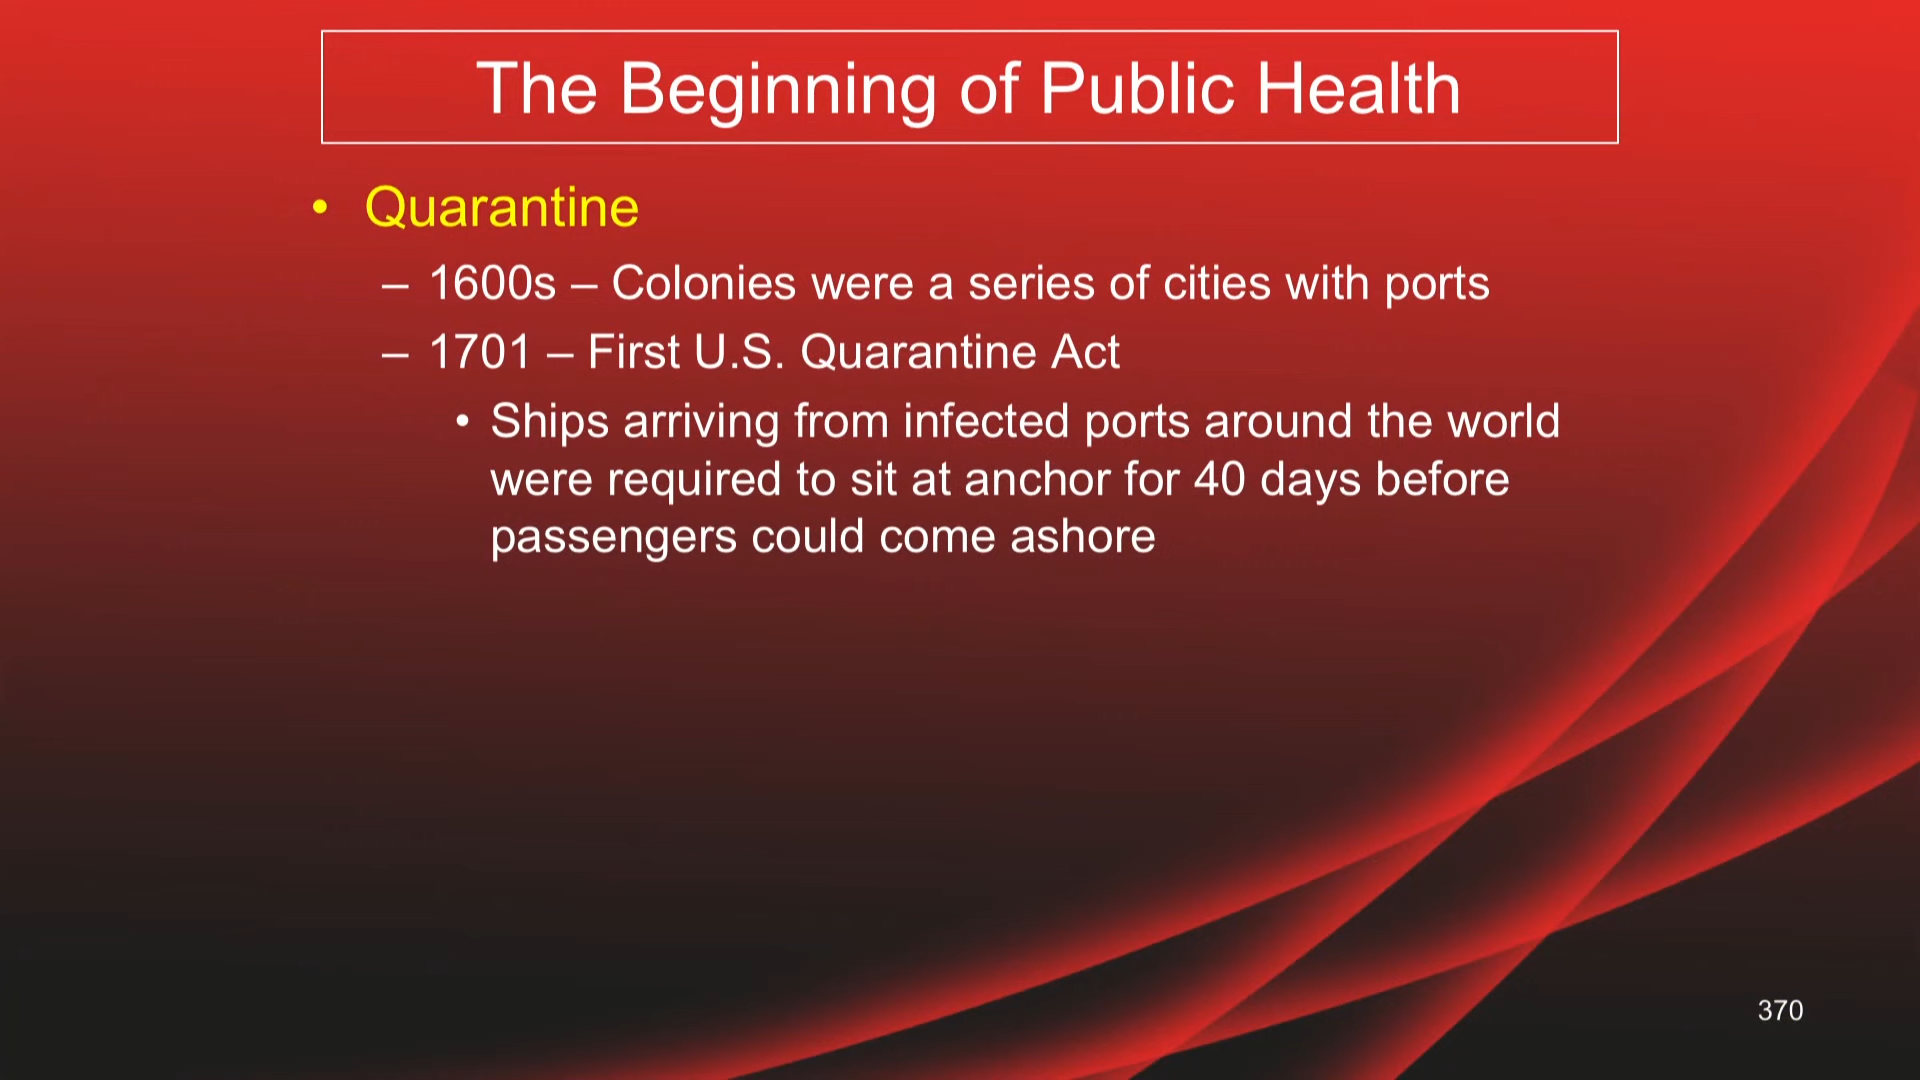 The Beginning of Public Health
• Quarantine
– 1600s – Colonies were a series of cities with ports
– 1701 – First U.S. Quarantine Act
• Ships arriving from infected ports around the world
were required to sit at anchor for 40 days before
passengers could come ashore
370